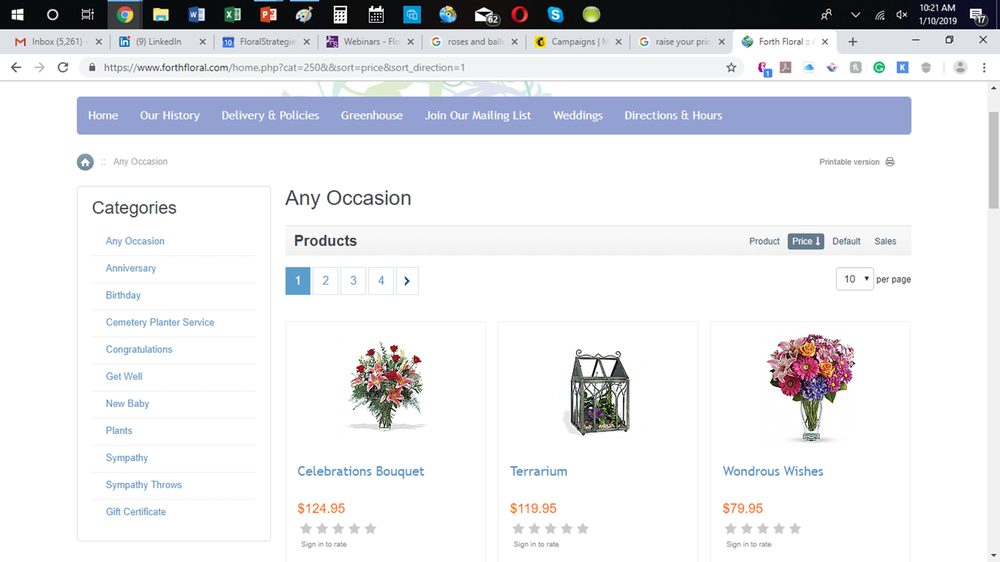 10:21 AM
1/10/2019
62
17
Inbox (5,261) -
(9) LinkedIn
10
FloralStrategie
Webinars - Flo
roses and ballo
Campaigns | M
raise your pric
Forth Floral :: A
https://www.forthfloral.com/home.php?cat=250&&sort=price&sort_direction=1
1
K
Home
Our History
Delivery & Policies
Greenhouse
Join Our Mailing List
Weddings
Directions & Hours
:: Any Occasion
Printable version
Categories
Any Occasion
Anniversary
Birthday
Cemetery Planter Service
Congratulations
Get Well
New Baby
Plants
Sympathy
Sympathy Throws
Gift Certificate
Any Occasion
Products
Product
Price
Default
Sales
1 2 3 4
10 per page
Celebrations Bouquet
$124.95
Sign in to rate
Terrarium
$119.95
Sign in to rate
Wondrous Wishes
$79.95
Sign in to rate